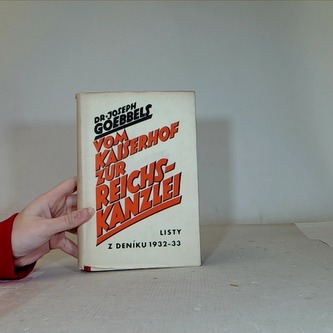 DR·JOSEPH
GOEBBELS
VOM
KAISERHOF
ZUR
REICHS-
KANZLEI
LISTY
Z DENÍKU 1932-33